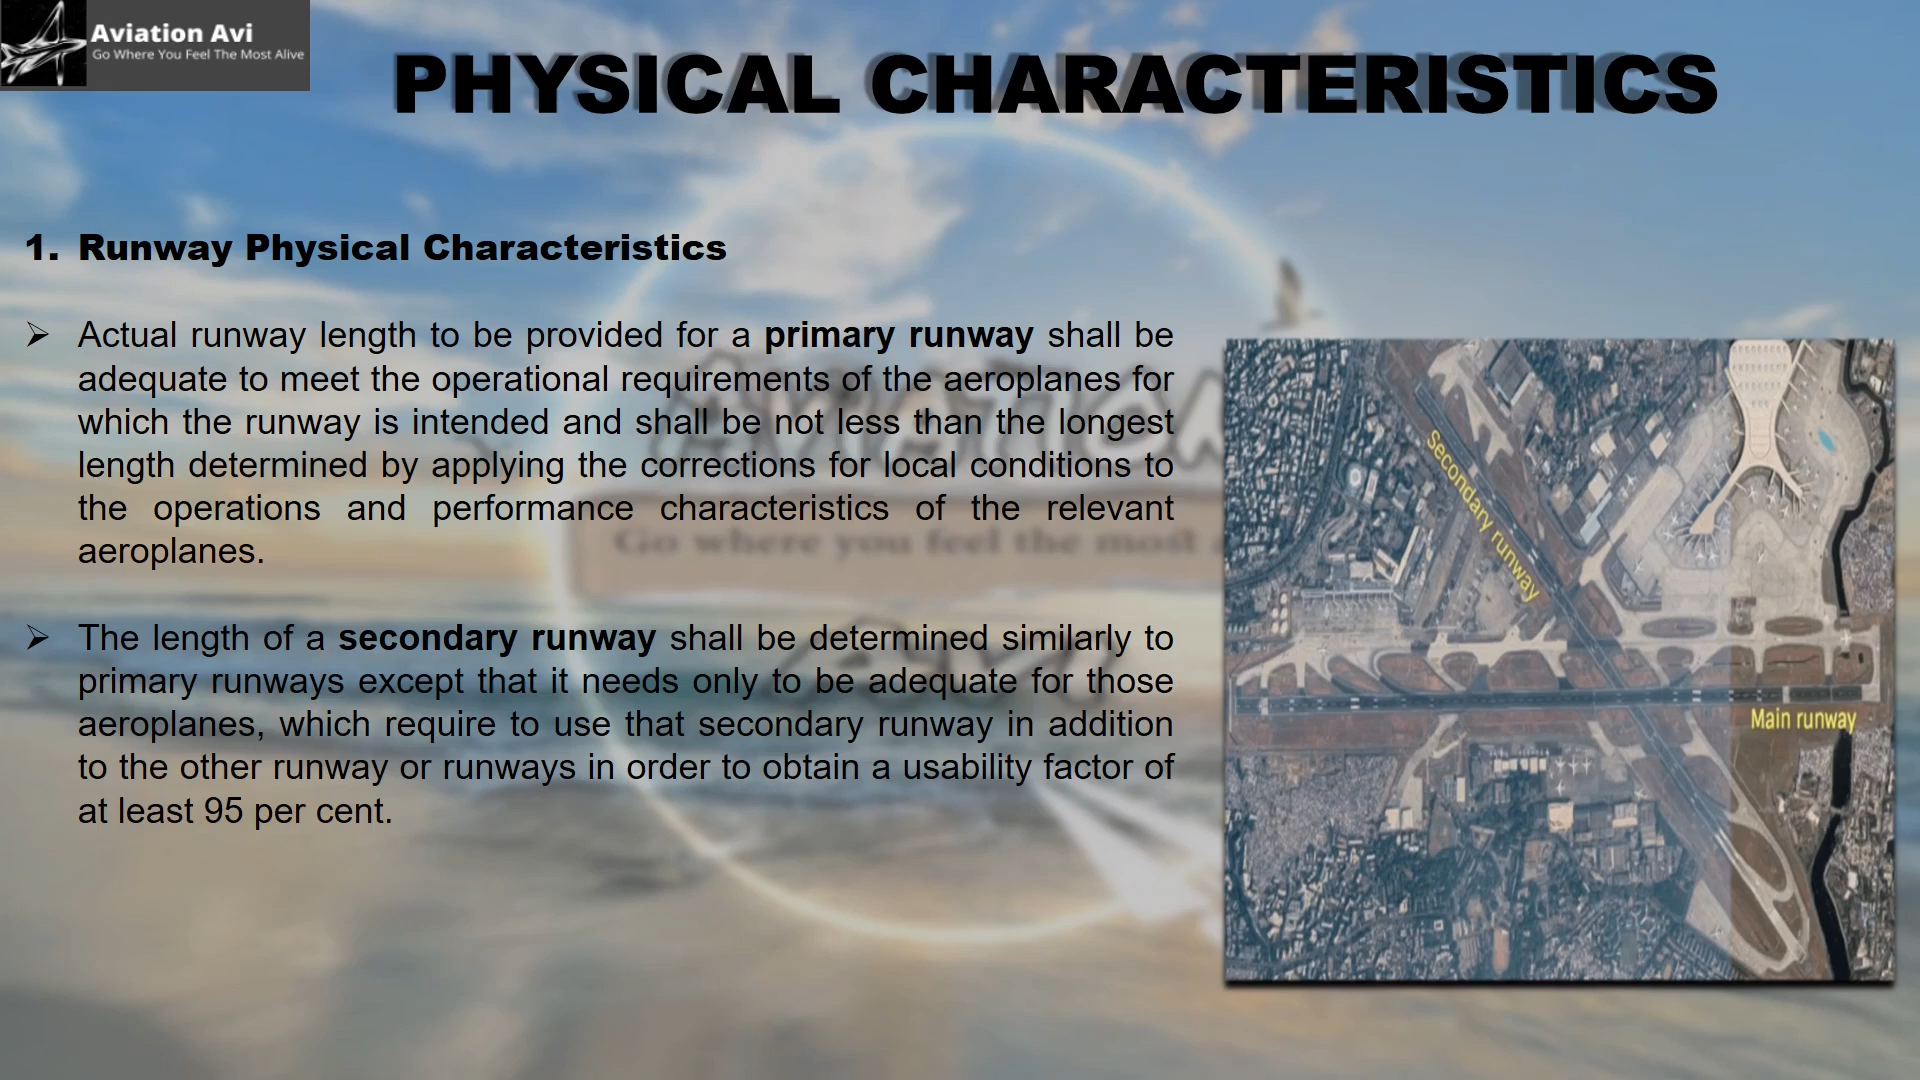 Aviation Avi
Go Where You Feel The Most Alive
PHYSICAL CHARACTERISTICS
1. Runway Physical Characteristics
➢ Actual runway length to be provided for a primary runway shall be
adequate to meet the operational requirements of the aeroplanes for
which the runway is intended and shall be not less than the longest
length determined by applying the corrections for local conditions to
the operations and performance characteristics of the relevant
aeroplanes.
➢ The length of a secondary runway shall be determined similarly to
primary runways except that it needs only to be adequate for those
aeroplanes, which require to use that secondary runway in addition
to the other runway or runways in order to obtain a usability factor of
at least 95 per cent.
Secondary runway
Main runway
Go where you feel the most